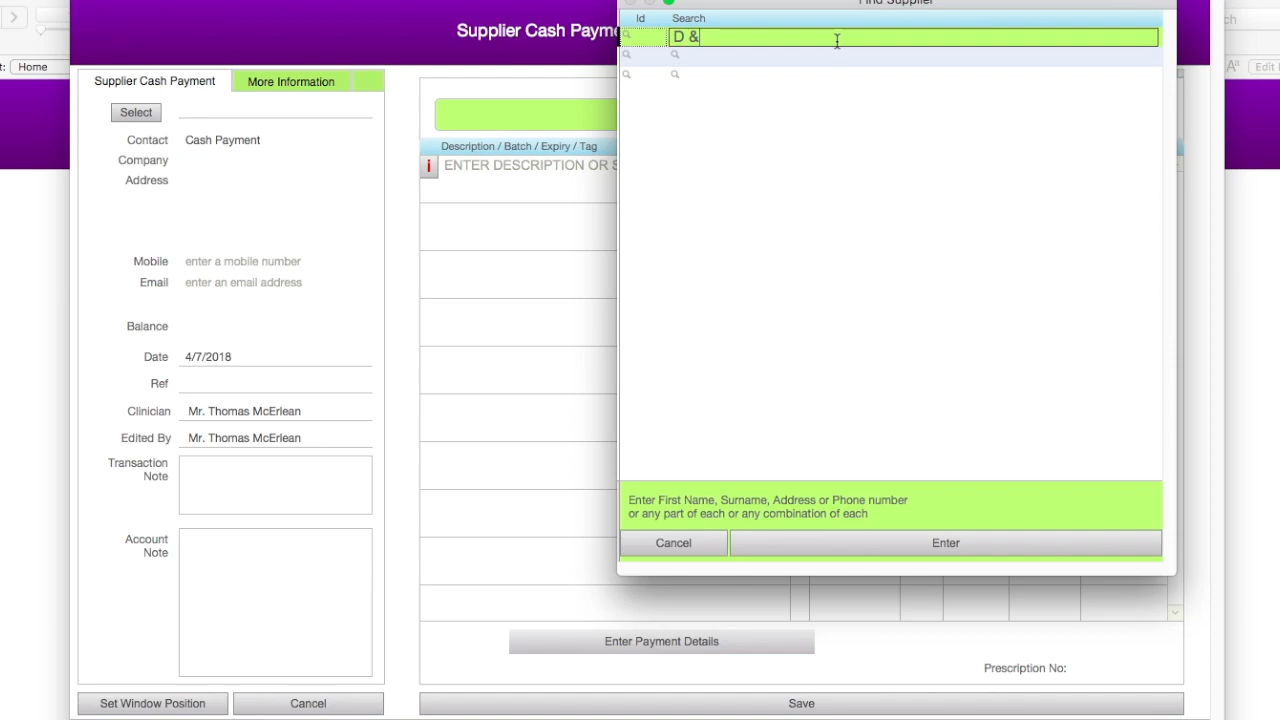 Find Supplier
Supplier Cash Payme
Id Search
D &
t: Home
Edit
Supplier Cash Payment
More Information
Select
Contact Cash Payment
Company
Address
Mobile enter a mobile number
Email enter an email address
Balance
Date 4/7/2018
Ref
Clinician Mr. Thomas McErlean
Edited By Mr. Thomas McErlean
Transaction
Note
Account
Note
Set Window Position
Cancel
Description / Batch / Expiry / Tag
i ENTER DESCRIPTION OR S
Enter First Name, Surname, Address or Phone number
or any part of each or any combination of each
Cancel
Enter
Enter Payment Details
Prescription No:
Save